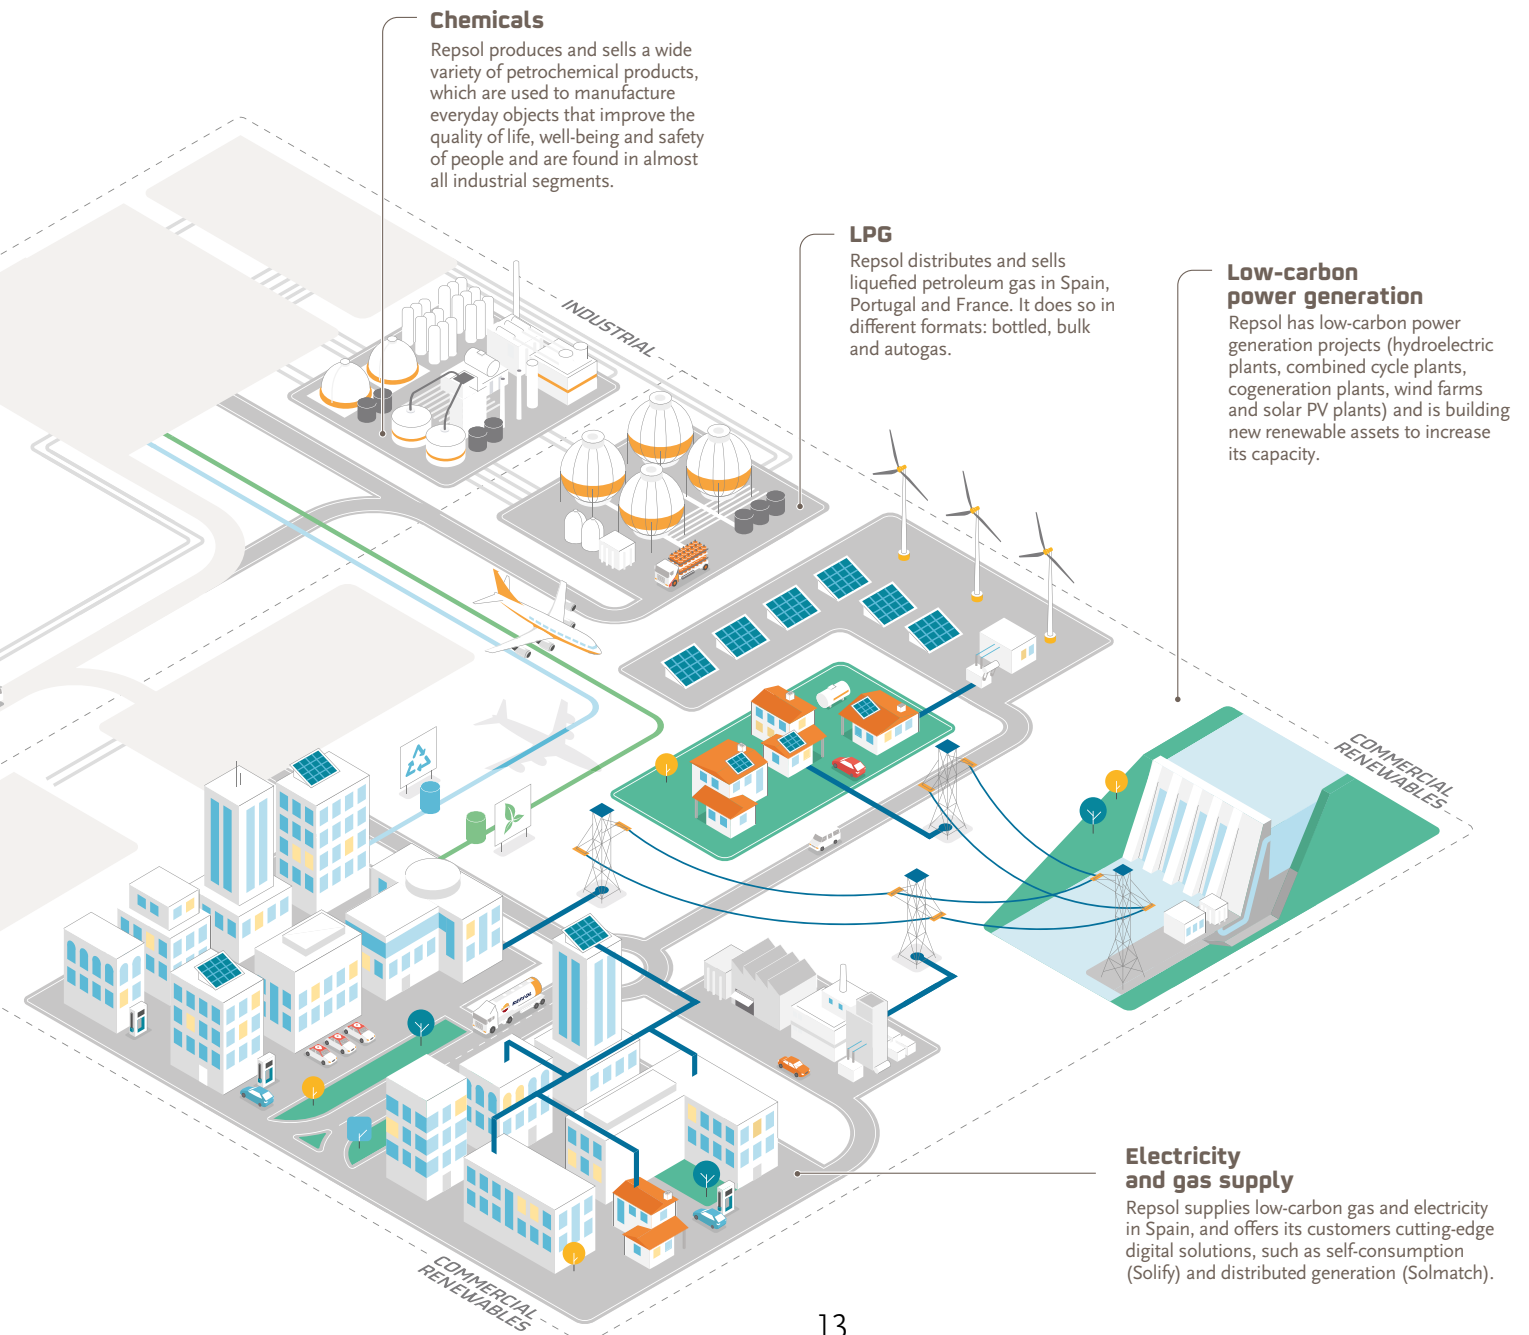 Chemicals
Repsol produces and sells a wide
variety of petrochemical products,
which are used to manufacture
everyday objects that improve the
quality of life, well-being and safety
of people and are found in almost
all industrial segments.
LPG
Repsol distributes and sells
liquefied petroleum gas in Spain,
Portugal and France. It does so in
different formats: bottled, bulk
and autogas.
Low-carbon
power generation
Repsol has low-carbon power
generation projects (hydroelectric
plants, combined cycle plants,
cogeneration plants, wind farms
and solar PV plants) and is building
new renewable assets to increase
its capacity.
INDUSTRIAL
COMMERCIAL
RENEWABLES
REPSOL
Electricity
and gas supply
Repsol supplies low-carbon gas and electricity
in Spain, and offers its customers cutting-edge
digital solutions, such as self-consumption
(Solify) and distributed generation (Solmatch).
COMMERCIAL
RENEWABLES
13